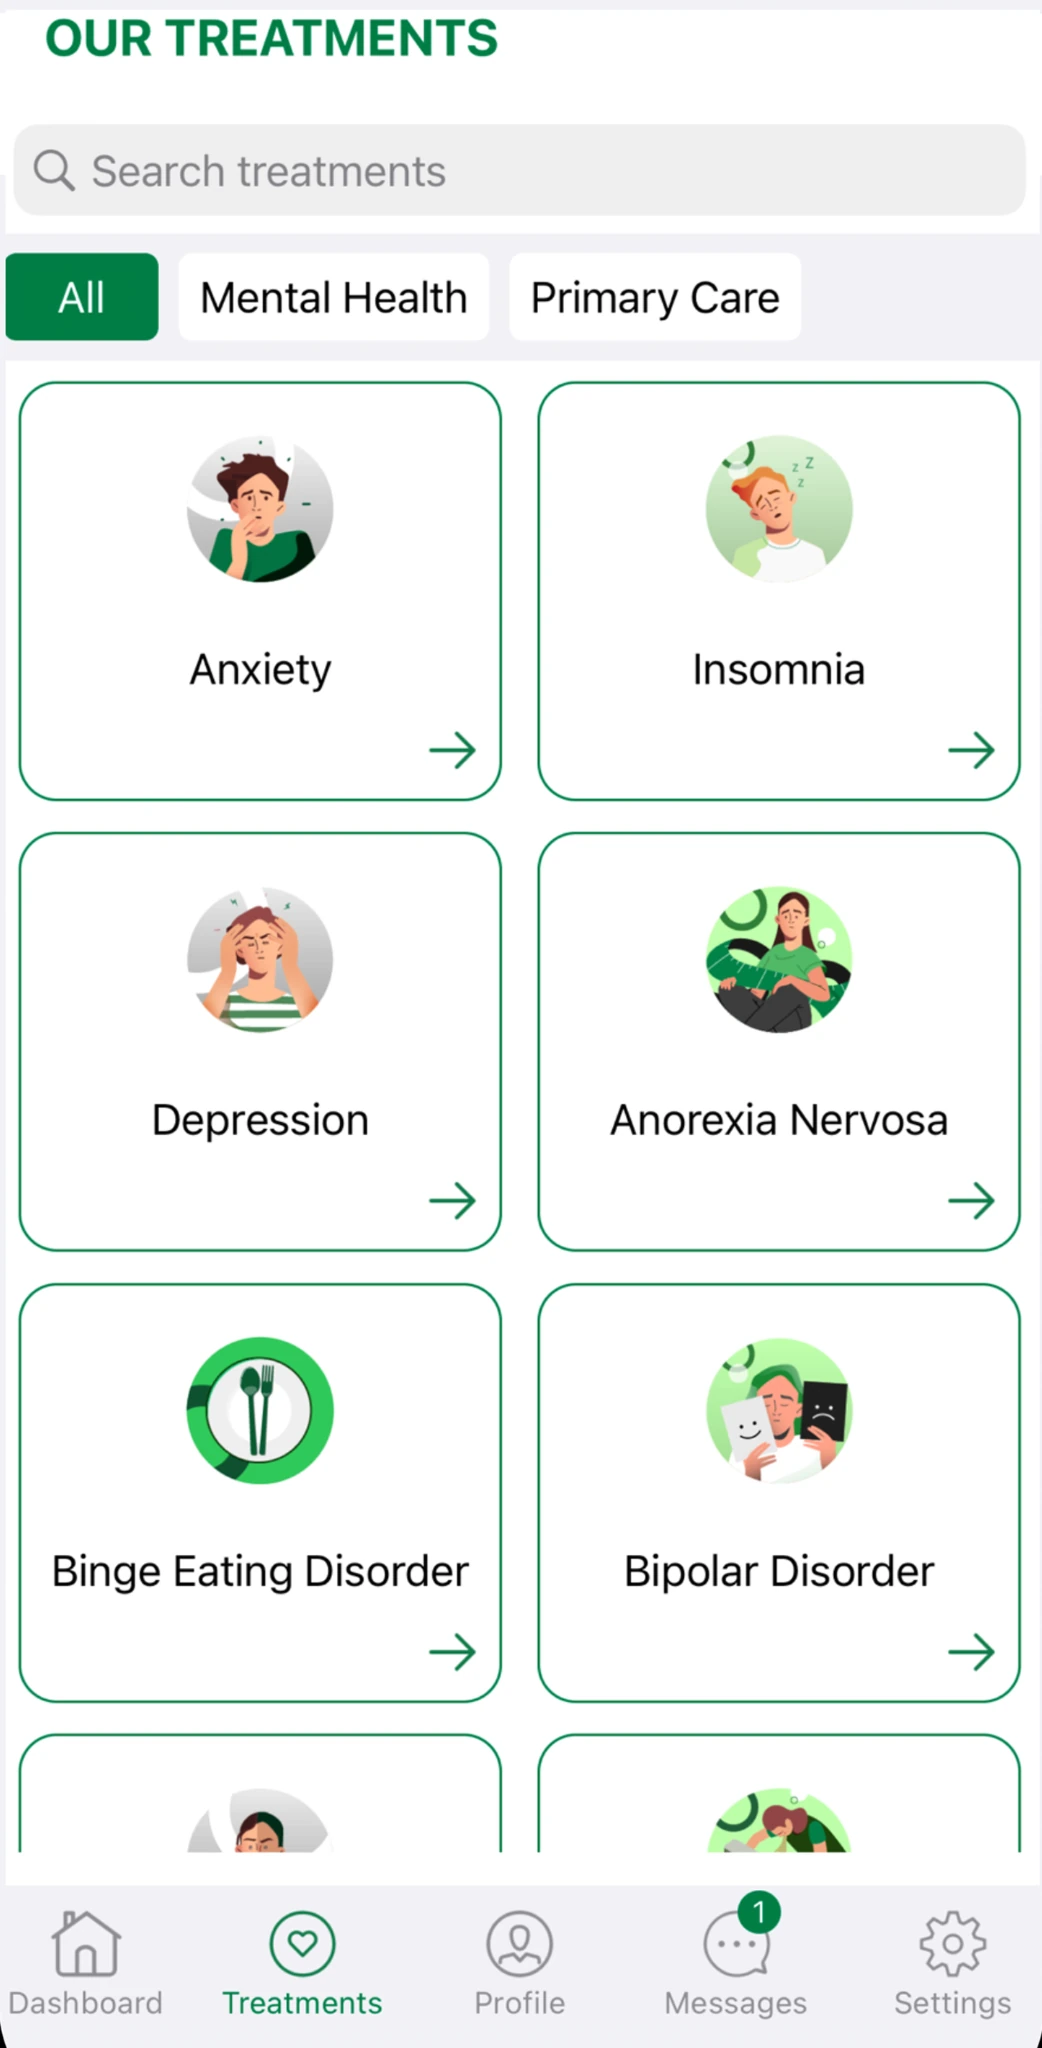 OUR TREATMENTS
Search treatments
All Mental Health Primary Care
z Z
z
Anxiety Insomnia
Depression Anorexia Nervosa
Binge Eating Disorder Bipolar Disorder
1
Dashboard Treatments Profile Messages Settings